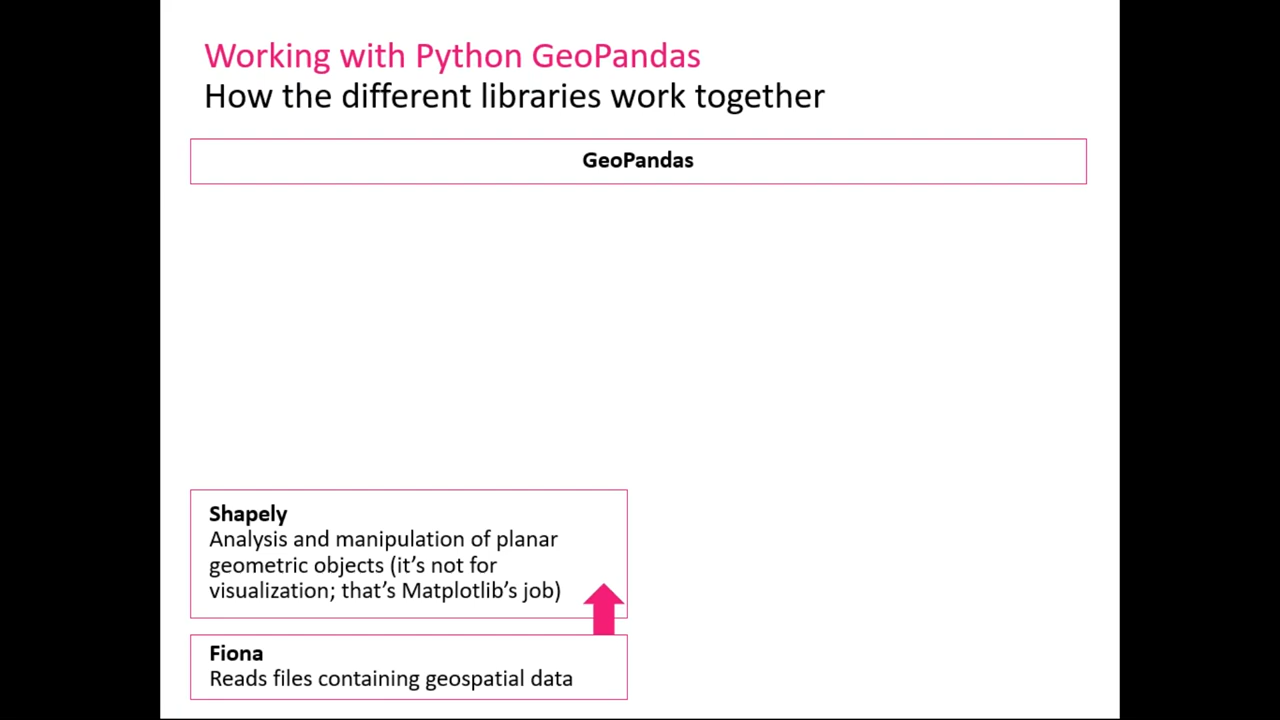 Working with Python GeoPandas
How the different libraries work together
GeoPandas
Shapely
Analysis and manipulation of planar
geometric objects (it’s not for
visualization; that’s Matplotlib’s job)
Fiona
Reads files containing geospatial data